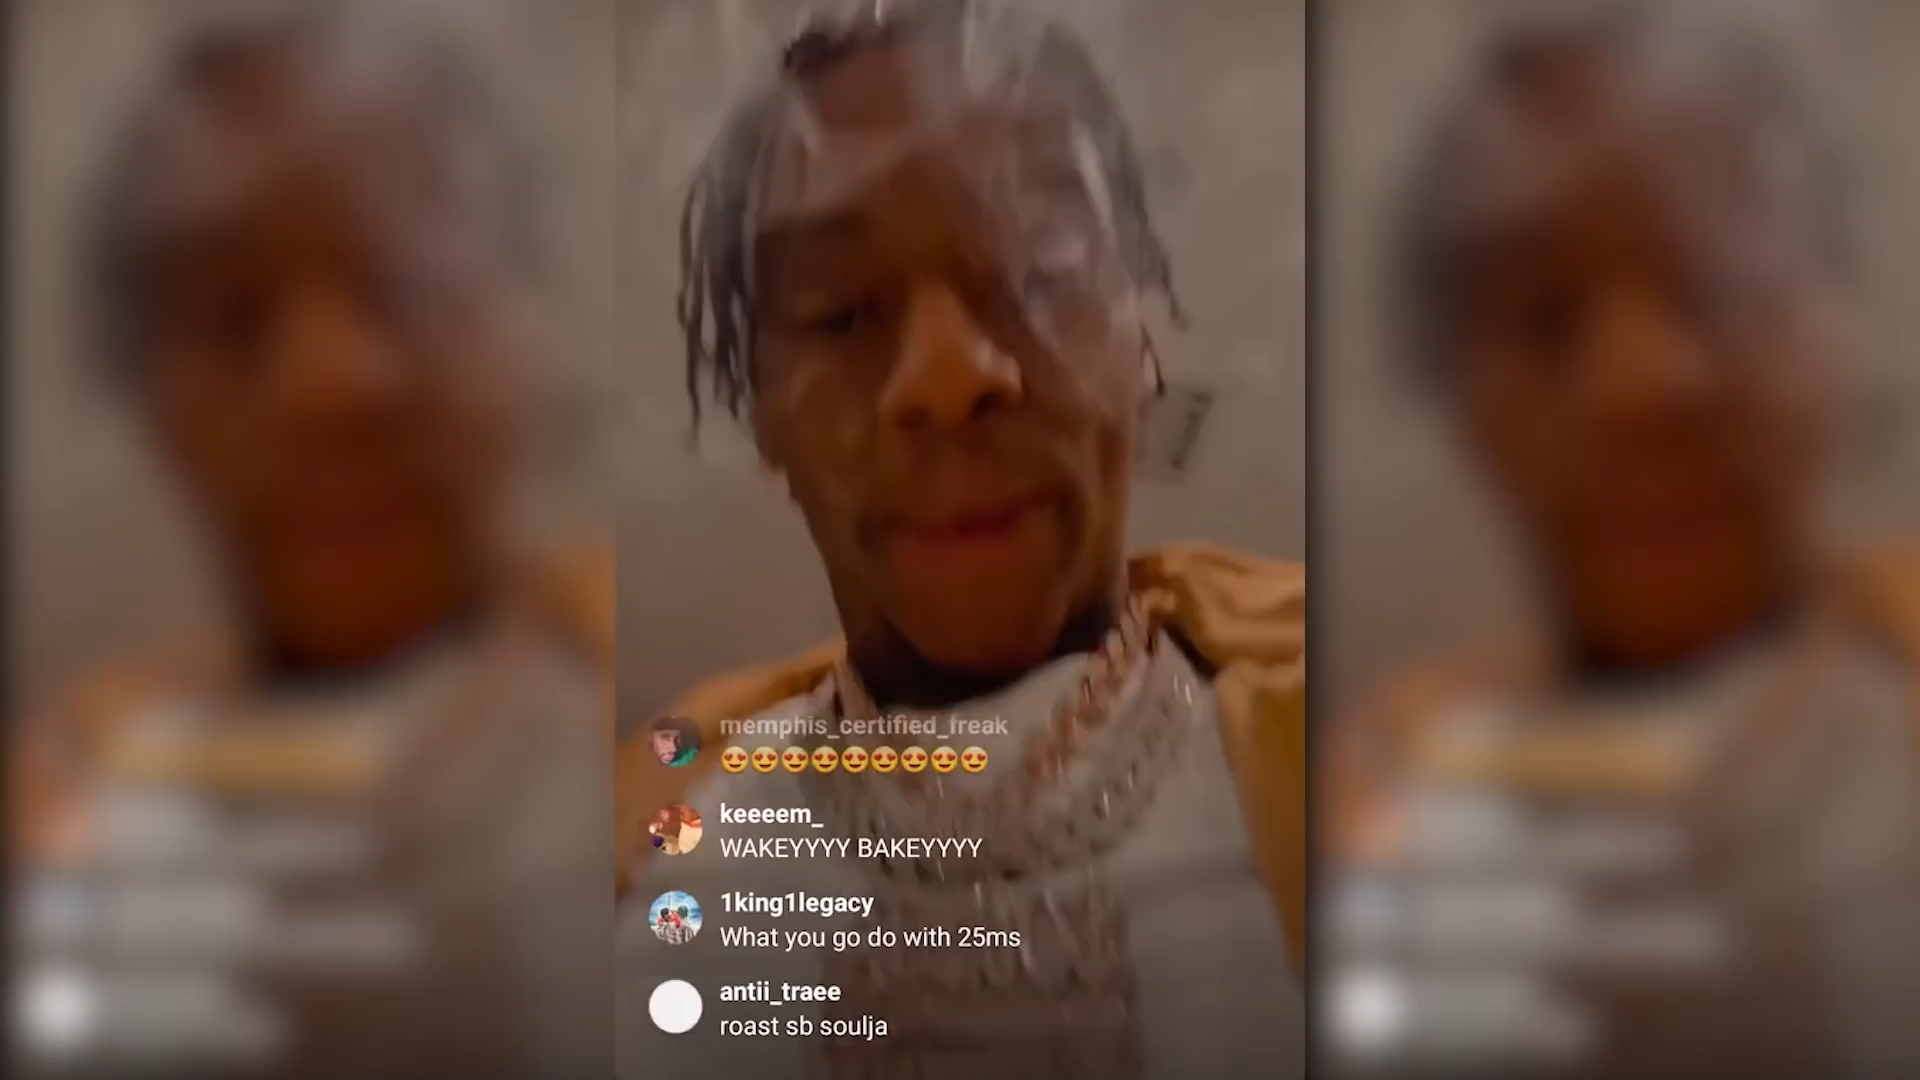 memphis_certified_freak
😍😍😍😍😍😍😍😍😍
keeeem_
WAKEYYYY BAKEYYYY
1king1legacy
What you go do with 25ms
antii_traee
roast sb soulja